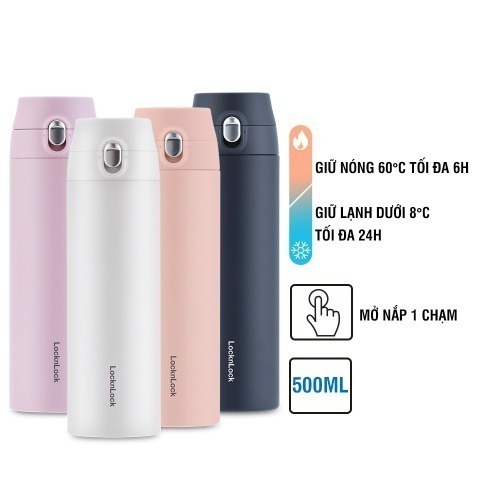 GIỮ NÓNG 60°C TỐI ĐA 6H
GIỮ LẠNH DƯỚI 8°C
TỐI ĐA 24H
MỞ NẮP 1 CHẠM
500ML
LocknLock
LocknLock
LocknLock
LocknLock